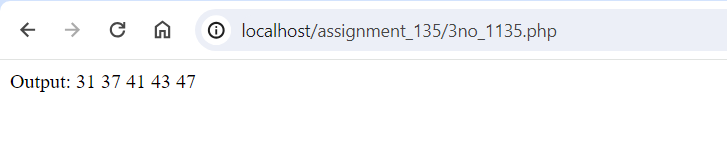 localhost/assignment_135/3no_1135.php
Output: 31 37 41 43 47